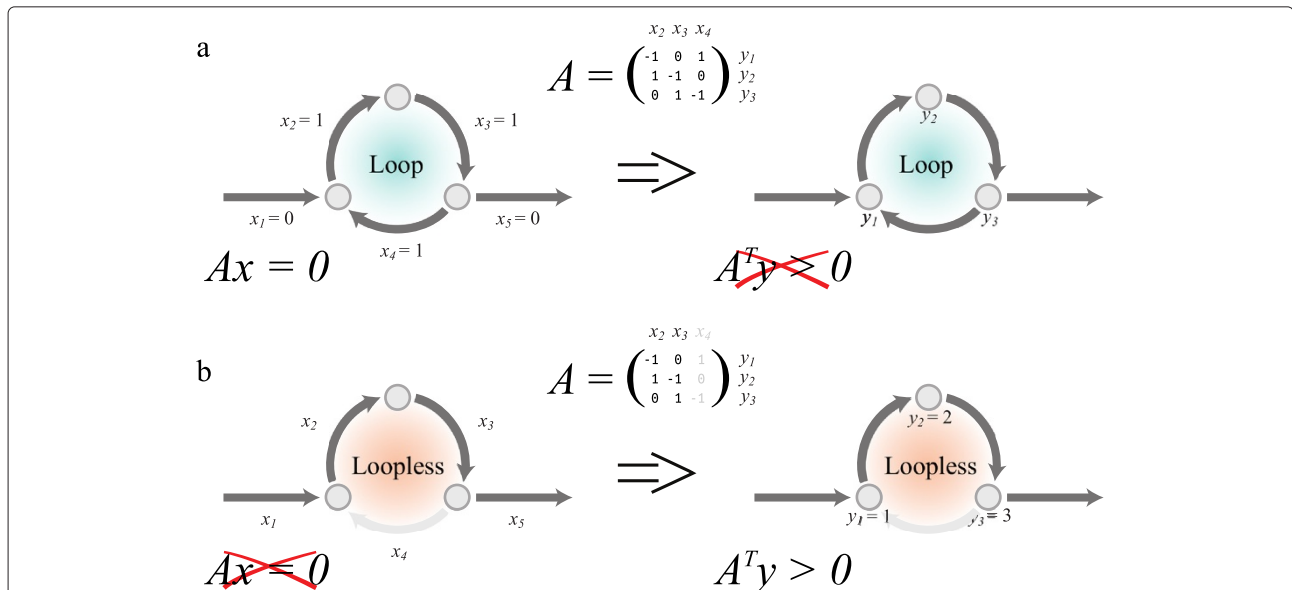 a
x2 x3 x4
A = ( -1 0 1 ) y1
1 -1 0 y2
0 1 -1 y3
x2 = 1
x3 = 1
Loop
x1 = 0
x5 = 0
x4 = 1
Ax = 0
y2
Loop
y1
y3
A^T y > 0
b
x2 x3 x4
A = ( -1 0 1 ) y1
1 -1 0 y2
0 1 -1 y3
x2
x3
Loopless
x1
x5
x4
Ax = 0
y2 = 2
Loopless
y1 = 1
y3 = 3
A^T y > 0